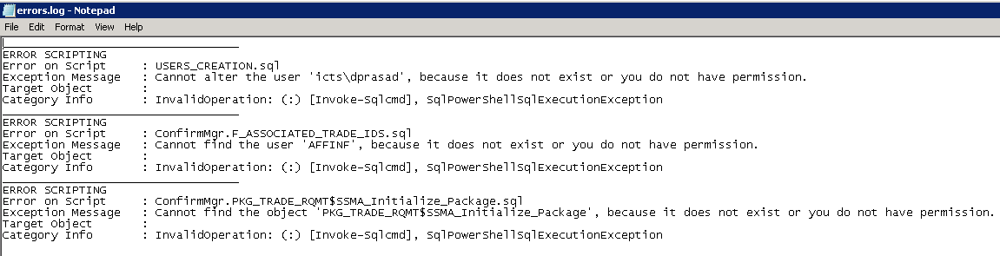 errors.log - Notepad
File Edit Format View Help
ERROR SCRIPTING
Error on Script : USERS_CREATION.sql
Exception Message : Cannot alter the user 'icts\dprasad', because it does not exist or you do not have permission.
Target Object :
Category Info : InvalidOperation: (:) [Invoke-Sqlcmd], SqlPowerShellSqlExecutionException
ERROR SCRIPTING
Error on Script : ConfirmMgr.F_ASSOCIATED_TRADE_IDS.sql
Exception Message : Cannot find the user 'AFFINF', because it does not exist or you do not have permission.
Target Object :
Category Info : InvalidOperation: (:) [Invoke-Sqlcmd], SqlPowerShellSqlExecutionException
ERROR SCRIPTING
Error on Script : ConfirmMgr.PKG_TRADE_RQMT$SSMA_Initialize_Package.sql
Exception Message : Cannot find the object 'PKG_TRADE_RQMT$SSMA_Initialize_Package', because it does not exist or you do not have permission.
Target Object :
Category Info : InvalidOperation: (:) [Invoke-Sqlcmd], SqlPowerShellSqlExecutionException